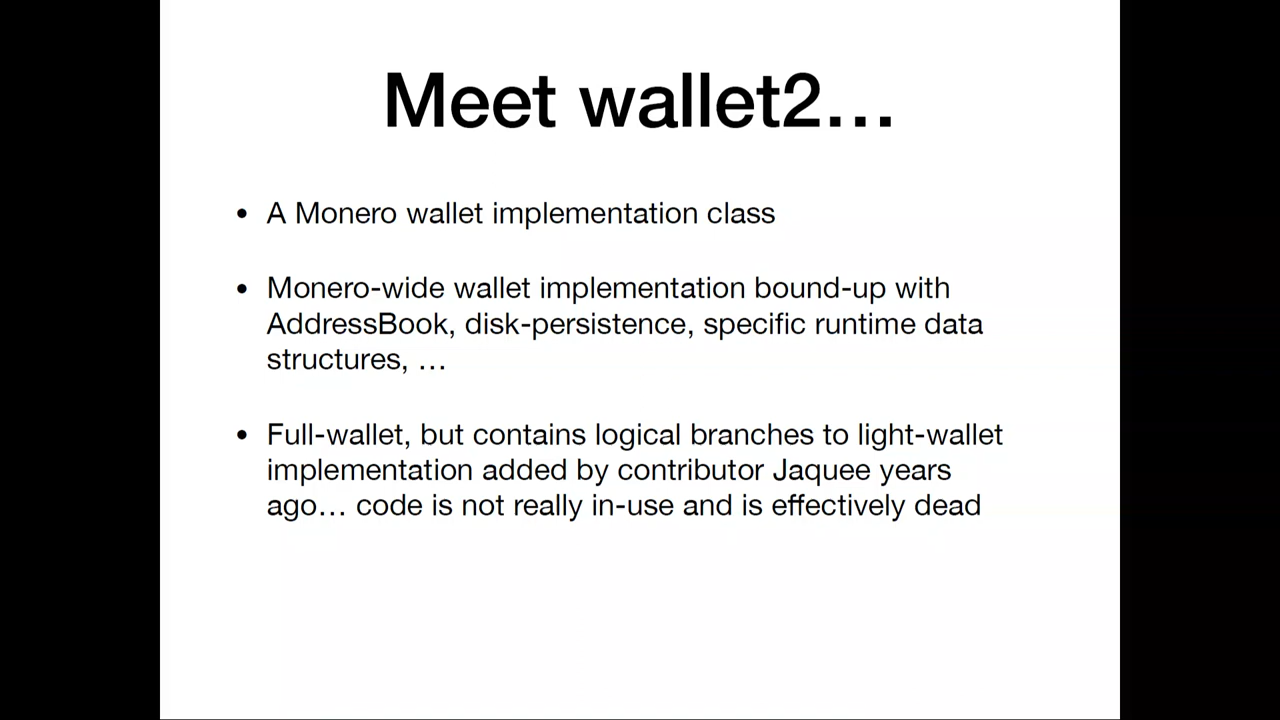 Meet wallet2…
• A Monero wallet implementation class
• Monero-wide wallet implementation bound-up with
AddressBook, disk-persistence, specific runtime data
structures, …
• Full-wallet, but contains logical branches to light-wallet
implementation added by contributor Jaquee years
ago… code is not really in-use and is effectively dead